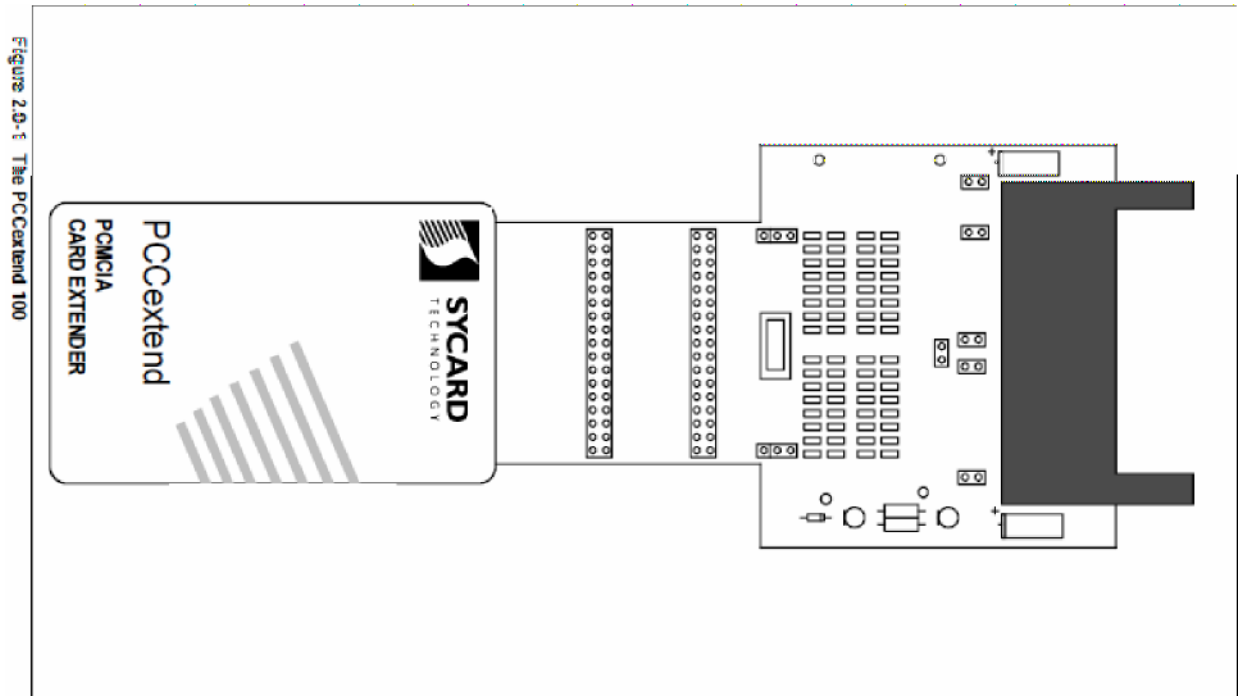 SYCARD
TECHNOLOGY
PCCextend
PCMCIA
CARD EXTENDER
+
+
Figure 2.0-1 The PCCextend 100